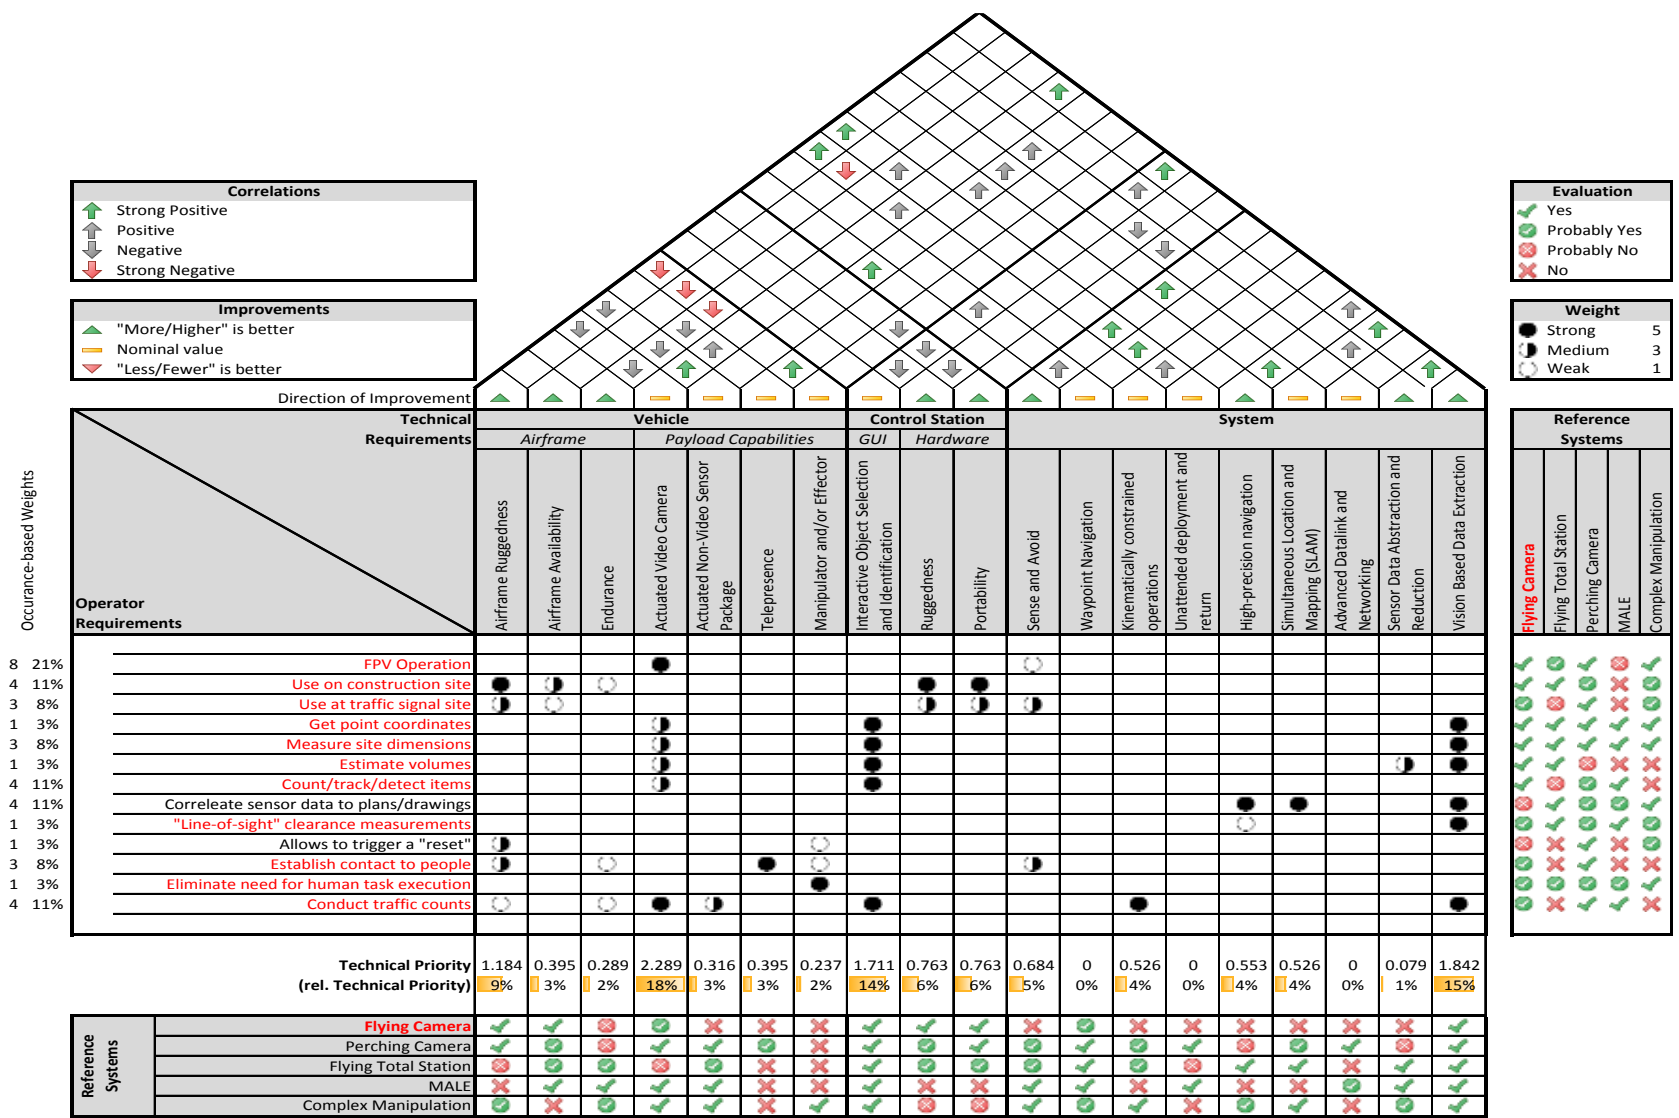 Correlations
Strong Positive
Positive
Negative
Strong Negative
Improvements
"More/Higher" is better
Nominal value
"Less/Fewer" is better
Evaluation
Yes
Probably Yes
Probably No
No
Weight
Strong 5
Medium 3
Weak 1
Direction of Improvement
Technical
Requirements
Operator
Requirements
Occurance-based Weights
Vehicle
Control Station
System
Airframe
Payload Capabilities
GUI
Hardware
Airframe Ruggedness
Airframe Availability
Endurance
Actuated Video Camera
Actuated Non-Video Sensor
Package
Telepresence
Manipulator and/or Effector
Interactive Object Selection
and Identification
Ruggedness
Portability
Sense and Avoid
Waypoint Navigation
Kinematically constrained
operations
Unattended deployment and
return
High-precision navigation
Simultaneous Location and
Mapping (SLAM)
Advanced Datalink and
Networking
Sensor Data Abstraction and
Reduction
Vision Based Data Extraction
Reference
Systems
Flying Camera
Flying Total Station
Perching Camera
MALE
Complex Manipulation
8 21% FPV Operation
4 11% Use on construction site
3 8% Use at traffic signal site
1 3% Get point coordinates
3 8% Measure site dimensions
1 3% Estimate volumes
4 11% Count/track/detect items
4 11% Correleate sensor data to plans/drawings
1 3% "Line-of-sight" clearance measurements
1 3% Allows to trigger a "reset"
3 8% Establish contact to people
1 3% Eliminate need for human task execution
4 11% Conduct traffic counts
Technical Priority 1.184 0.395 0.289 2.289 0.316 0.395 0.237 1.711 0.763 0.763 0.684 0 0.526 0 0.553 0.526 0 0.079 1.842
(rel. Technical Priority) 9% 3% 2% 18% 3% 3% 2% 14% 6% 6% 5% 0% 4% 0% 4% 4% 0% 1% 15%
Reference
Systems
Flying Camera
Perching Camera
Flying Total Station
MALE
Complex Manipulation